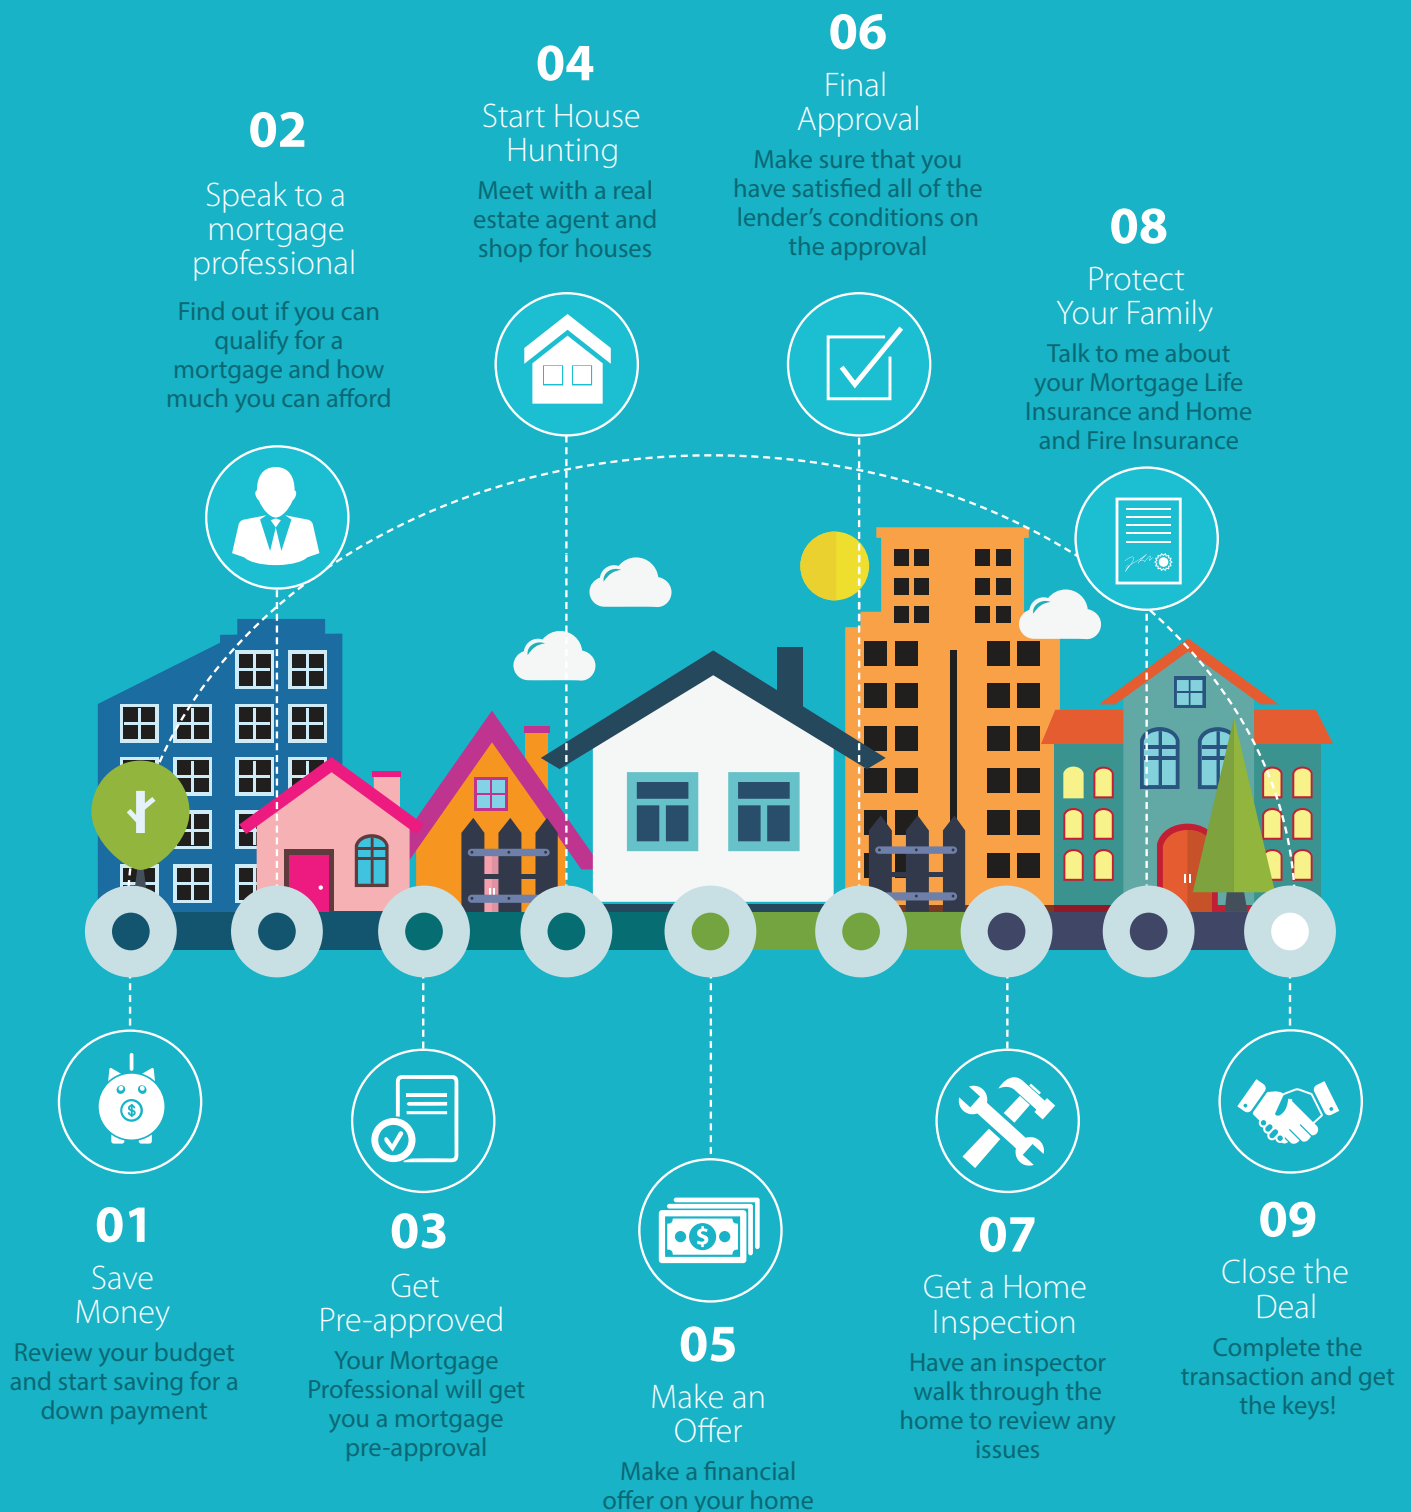 01
Save
Money
Review your budget
and start saving for a
down payment
02
Speak to a
mortgage
professional
Find out if you can
qualify for a
mortgage and how
much you can afford
03
Get
Pre-approved
Your Mortgage
Professional will get
you a mortgage
pre-approval
04
Start House
Hunting
Meet with a real
estate agent and
shop for houses
05
Make an
Offer
Make a financial
offer on your home
06
Final
Approval
Make sure that you
have satisfied all of the
lender's conditions on
the approval
07
Get a Home
Inspection
Have an inspector
walk through the
home to review any
issues
08
Protect
Your Family
Talk to me about
your Mortgage Life
Insurance and Home
and Fire Insurance
09
Close the
Deal
Complete the
transaction and get
the keys!
$
$